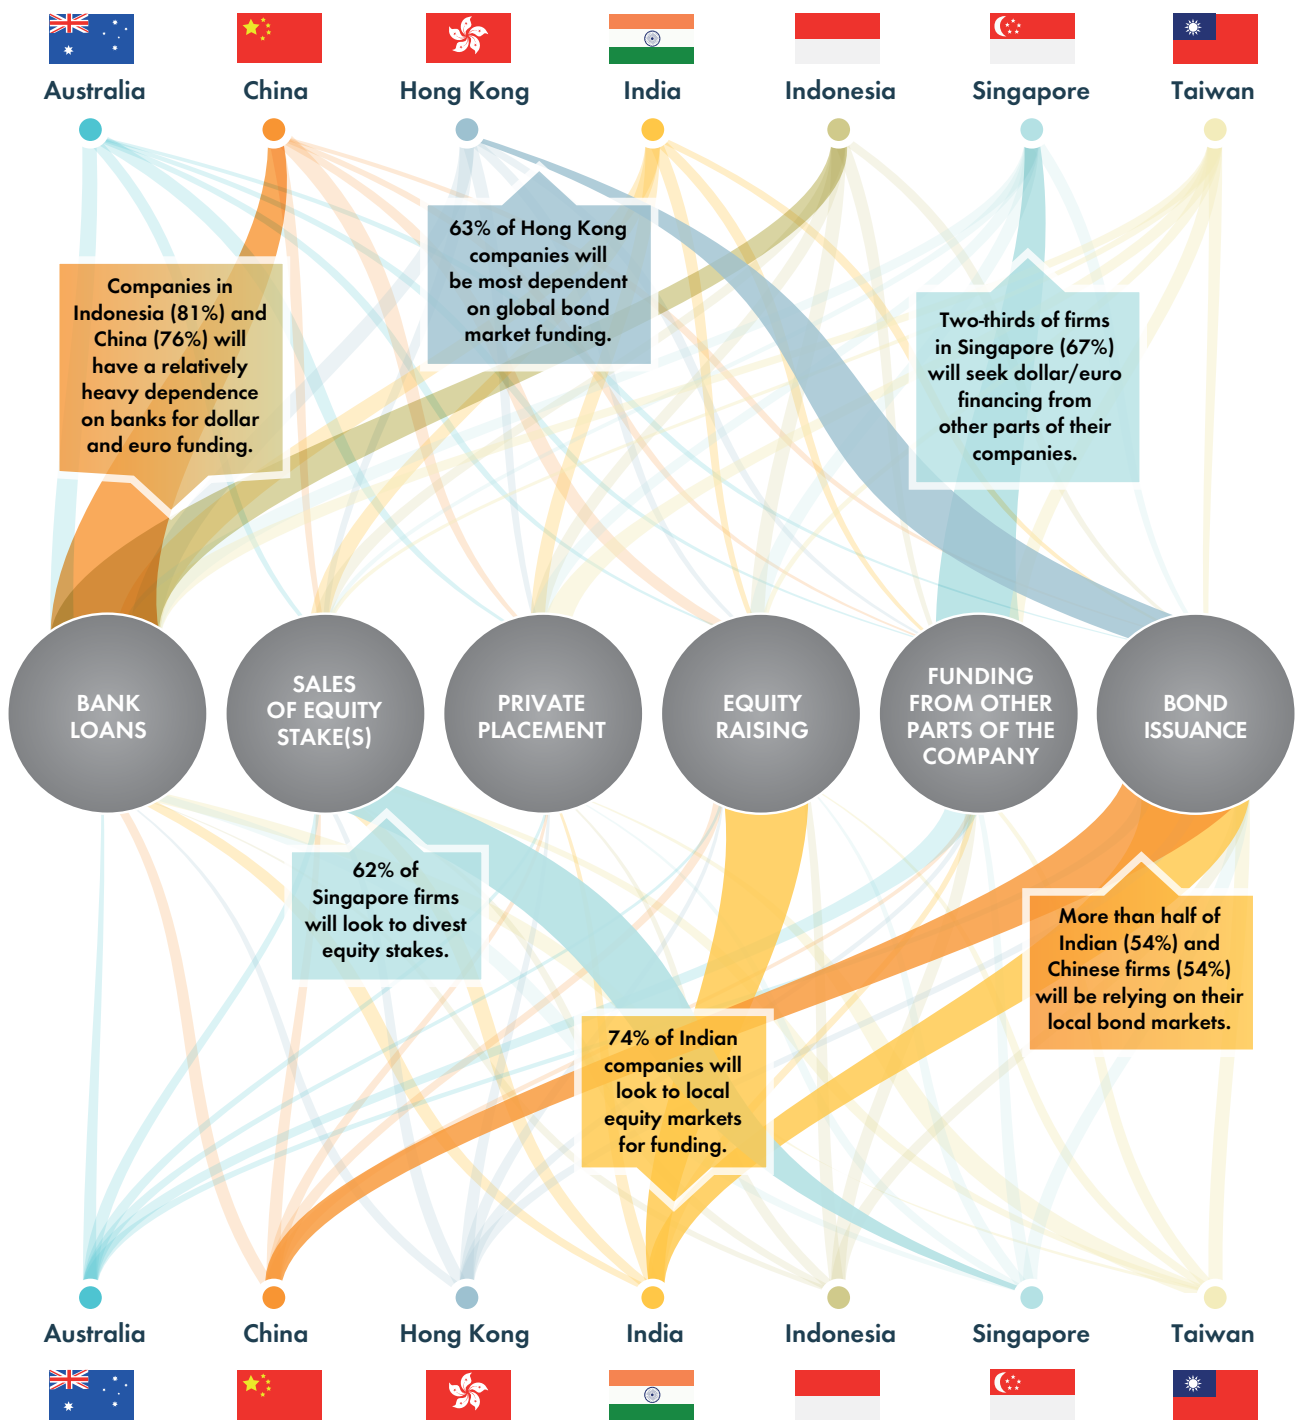 Australia
China
Hong Kong
India
Indonesia
Singapore
Taiwan
63% of Hong Kong
companies will
be most dependent
on global bond
market funding.
Companies in
Indonesia (81%) and
China (76%) will
have a relatively
heavy dependence
on banks for dollar
and euro funding.
Two-thirds of firms
in Singapore (67%)
will seek dollar/euro
financing from
other parts of their
companies.
BANK
LOANS
SALES
OF EQUITY
STAKE(S)
PRIVATE
PLACEMENT
EQUITY
RAISING
FUNDING
FROM OTHER
PARTS OF THE
COMPANY
BOND
ISSUANCE
62% of
Singapore firms
will look to divest
equity stakes.
More than half of
Indian (54%) and
Chinese firms (54%)
will be relying on their
local bond markets.
74% of Indian
companies will
look to local
equity markets
for funding.
Australia
China
Hong Kong
India
Indonesia
Singapore
Taiwan